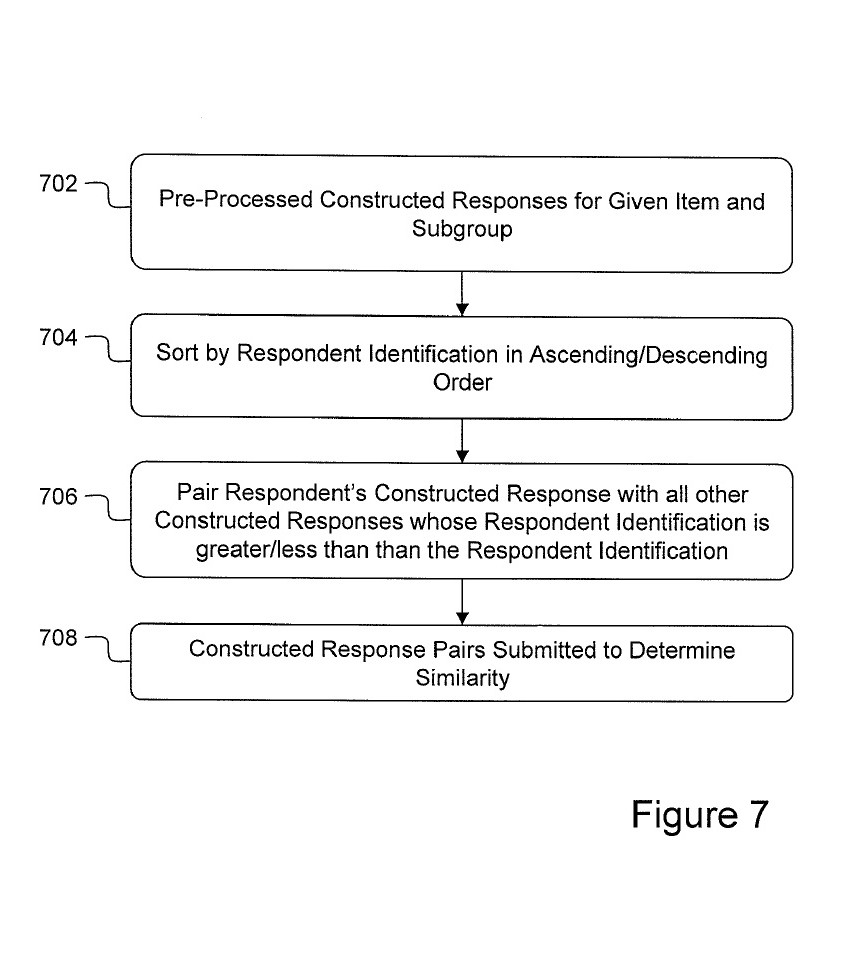 702
Pre-Processed Constructed Responses for Given Item and
Subgroup
704
Sort by Respondent Identification in Ascending/Descending
Order
706
Pair Respondent's Constructed Response with all other
Constructed Responses whose Respondent Identification is
greater/less than than the Respondent Identification
708
Constructed Response Pairs Submitted to Determine
Similarity
Figure 7